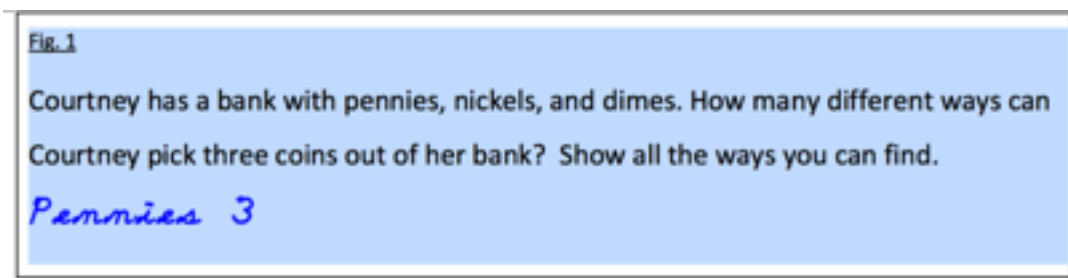 Fig. 1
Courtney has a bank with pennies, nickels, and dimes. How many different ways can
Courtney pick three coins out of her bank?  Show all the ways you can find.
Pennies 3